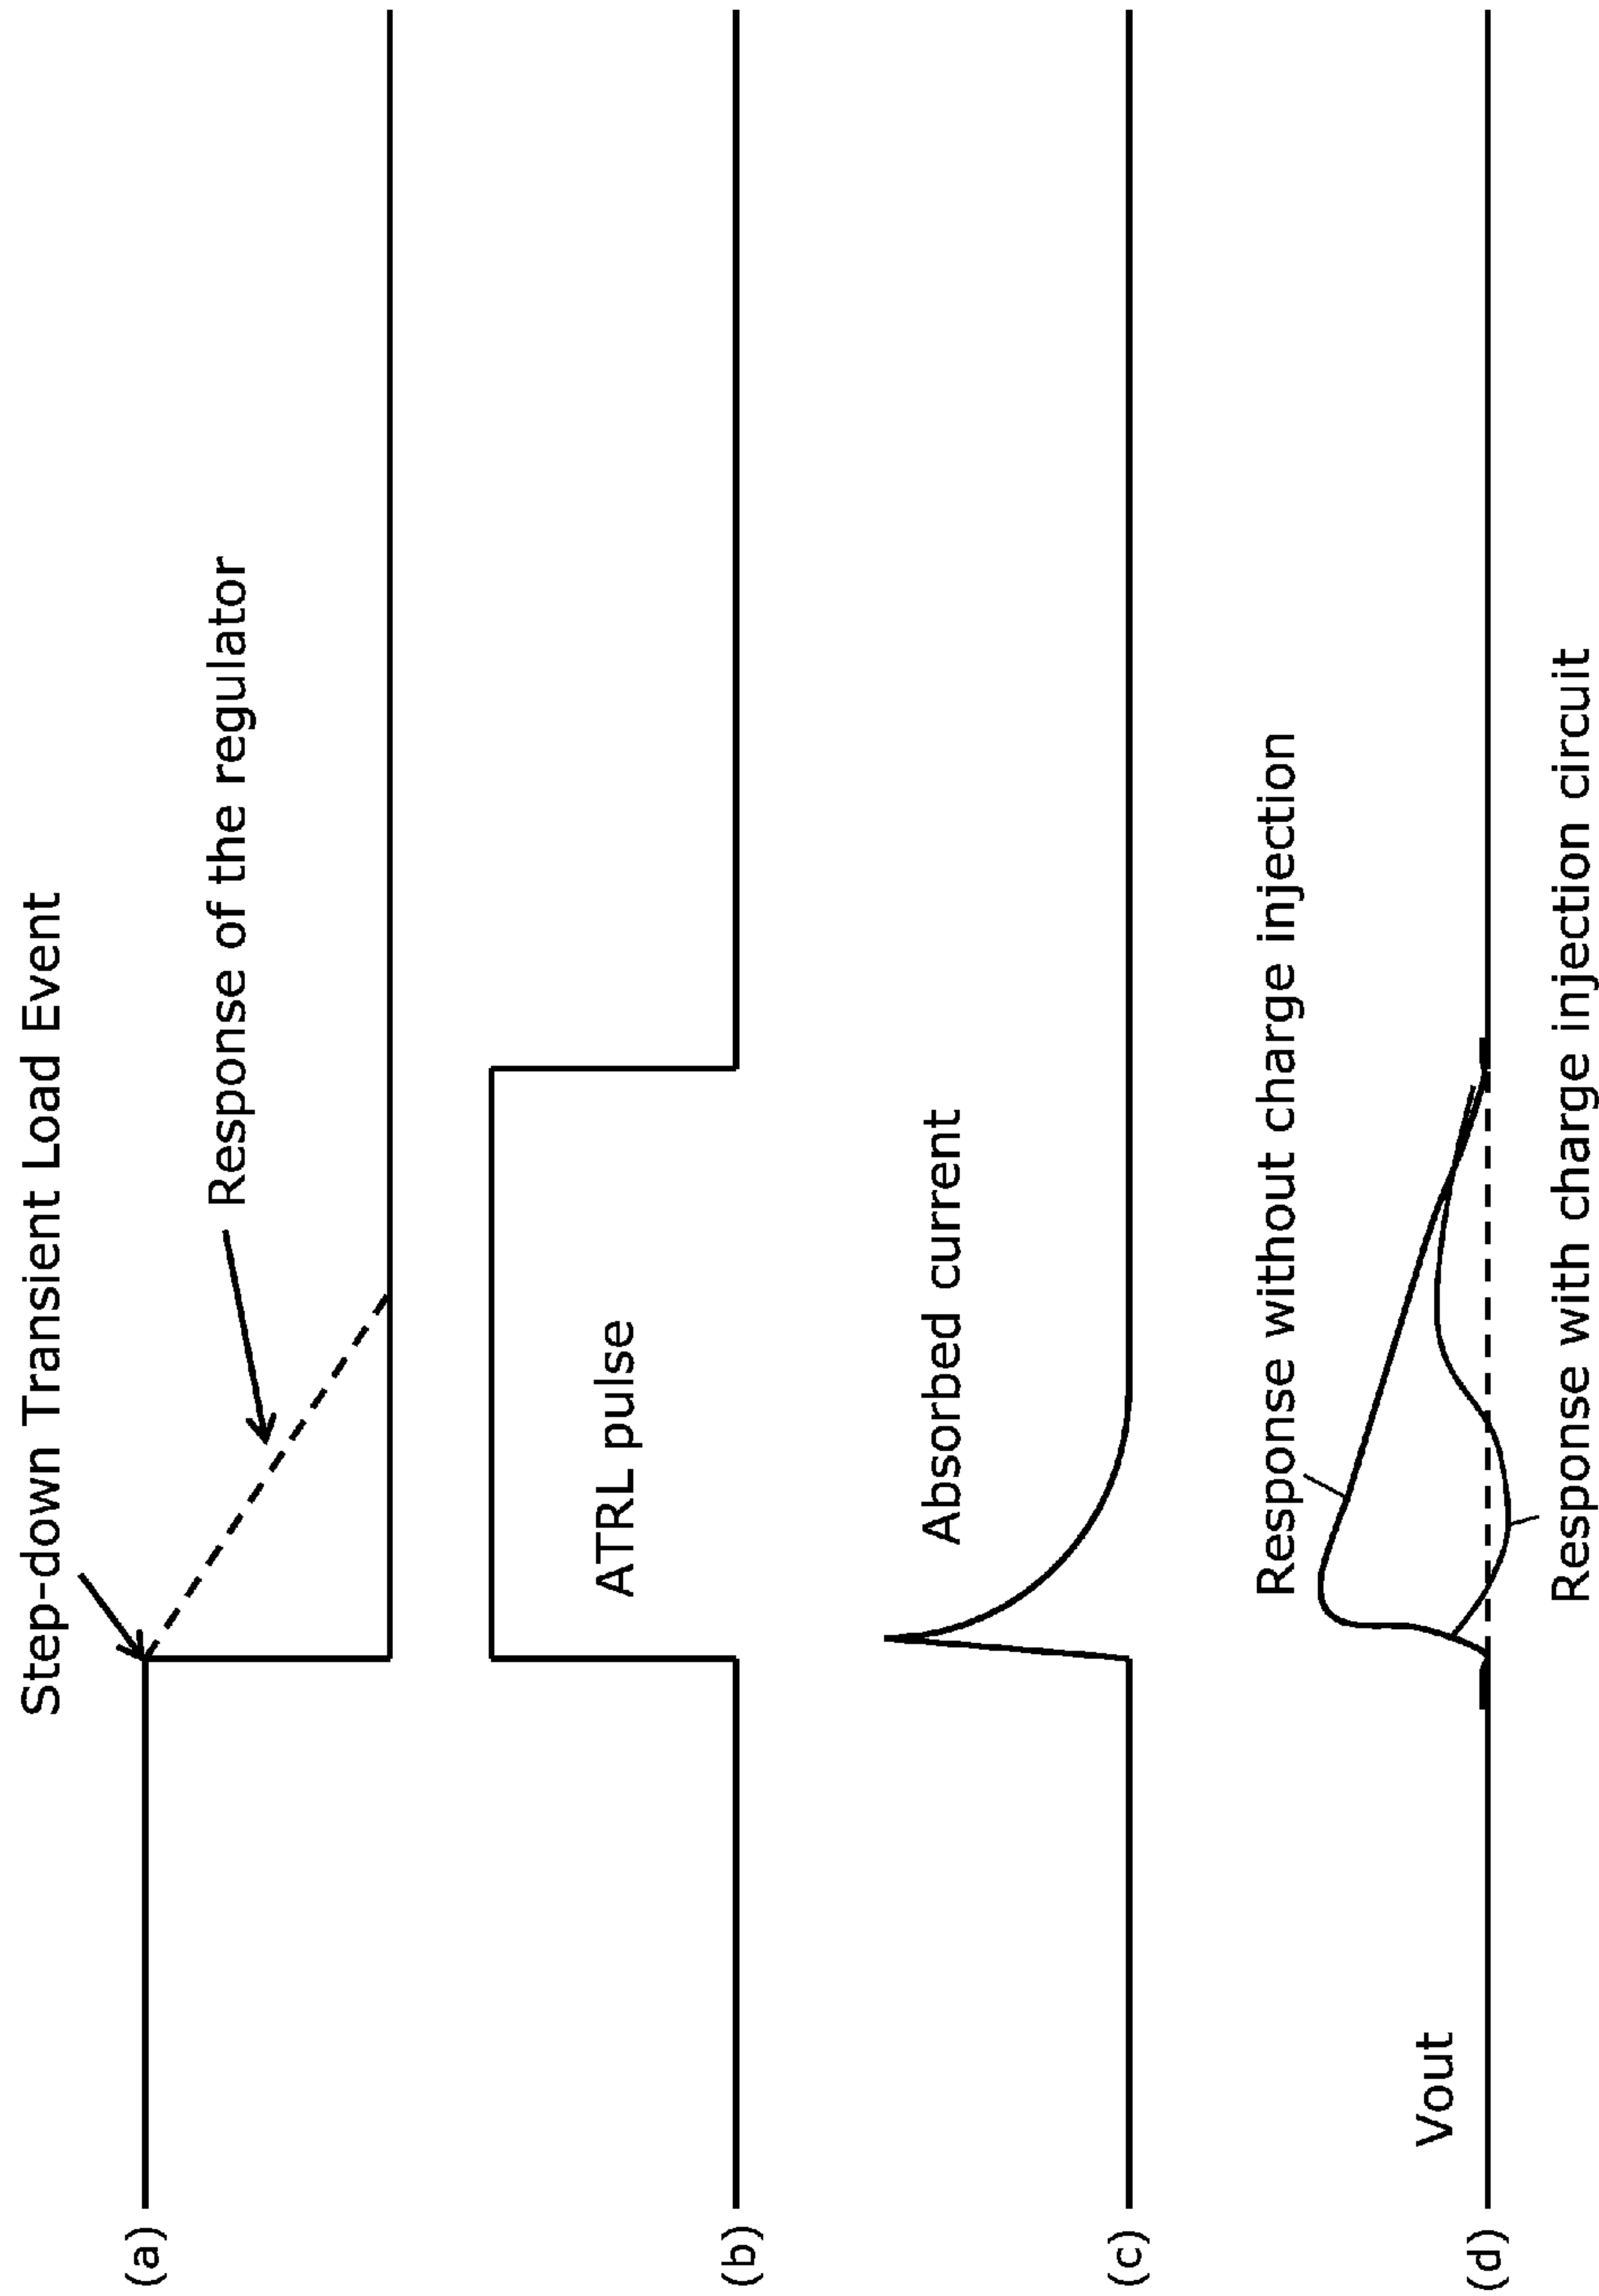 Step-down Transient Load Event
Response of the regulator
(a)
ATRL pulse
(b)
Absorbed current
(c)
Response without charge injection
Vout
(d)
Response with charge injection circuit